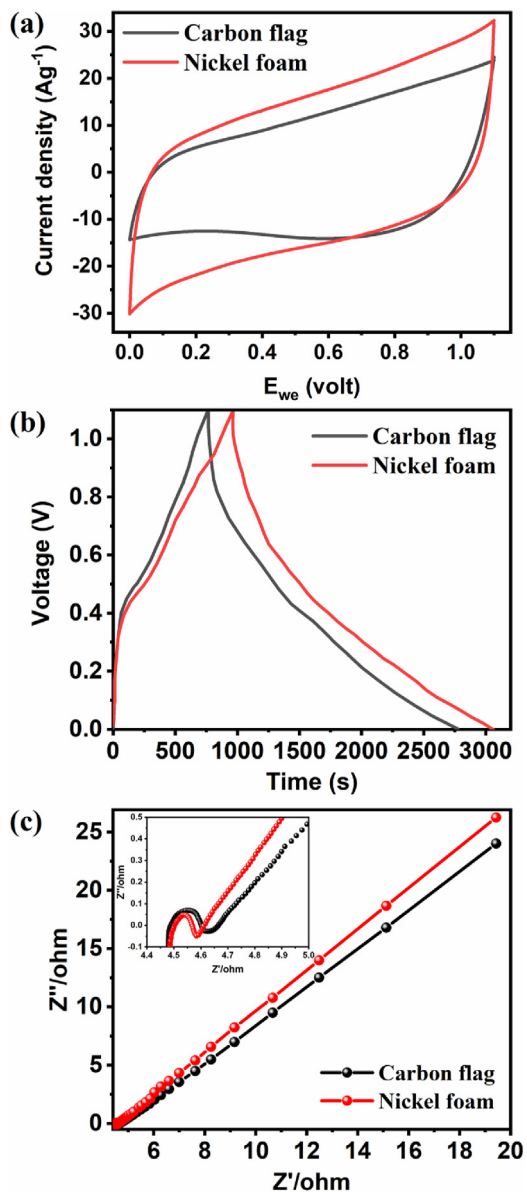 (a)
Carbon flag
Nickel foam
Current density (Ag⁻¹)
30
20
10
0
-10
-20
-30
0.0 0.2 0.4 0.6 0.8 1.0
Ewe (volt)
(b)
Carbon flag
Nickel foam
Voltage (V)
1.0
0.8
0.6
0.4
0.2
0.0
0 500 1000 1500 2000 2500 3000
Time (s)
(c)
Z''/ohm
25
20
15
10
5
0
Z''/ohm
0.5
0.4
0.3
0.2
0.1
0.0
-0.1
4.4 4.5 4.6 4.7 4.8 4.9 5.0
Z'/ohm
Carbon flag
Nickel foam
6 8 10 12 14 16 18 20
Z'/ohm